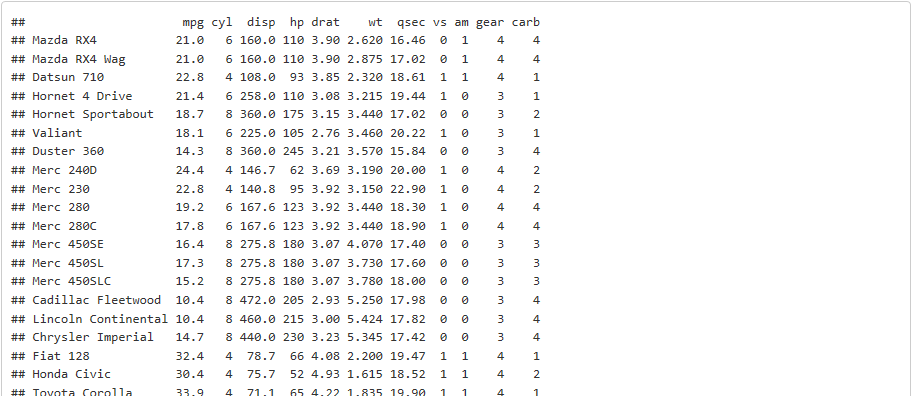 ##                      mpg cyl  disp  hp drat    wt  qsec vs am gear carb
## Mazda RX4           21.0   6 160.0 110 3.90 2.620 16.46  0  1    4    4
## Mazda RX4 Wag       21.0   6 160.0 110 3.90 2.875 17.02  0  1    4    4
## Datsun 710          22.8   4 108.0  93 3.85 2.320 18.61  1  1    4    1
## Hornet 4 Drive      21.4   6 258.0 110 3.08 3.215 19.44  1  0    3    1
## Hornet Sportabout   18.7   8 360.0 175 3.15 3.440 17.02  0  0    3    2
## Valiant             18.1   6 225.0 105 2.76 3.460 20.22  1  0    3    1
## Duster 360          14.3   8 360.0 245 3.21 3.570 15.84  0  0    3    4
## Merc 240D           24.4   4 146.7  62 3.69 3.190 20.00  1  0    4    2
## Merc 230            22.8   4 140.8  95 3.92 3.150 22.90  1  0    4    2
## Merc 280            19.2   6 167.6 123 3.92 3.440 18.30  1  0    4    4
## Merc 280C           17.8   6 167.6 123 3.92 3.440 18.90  1  0    4    4
## Merc 450SE          16.4   8 275.8 180 3.07 4.070 17.40  0  0    3    3
## Merc 450SL          17.3   8 275.8 180 3.07 3.730 17.60  0  0    3    3
## Merc 450SLC         15.2   8 275.8 180 3.07 3.780 18.00  0  0    3    3
## Cadillac Fleetwood  10.4   8 472.0 205 2.93 5.250 17.98  0  0    3    4
## Lincoln Continental 10.4   8 460.0 215 3.00 5.424 17.82  0  0    3    4
## Chrysler Imperial   14.7   8 440.0 230 3.23 5.345 17.42  0  0    3    4
## Fiat 128            32.4   4  78.7  66 4.08 2.200 19.47  1  1    4    1
## Honda Civic         30.4   4  75.7  52 4.93 1.615 18.52  1  1    4    2
## Toyota Corolla      33.9   4  71.1  65 4.22 1.835 19.90  1  1    4    1